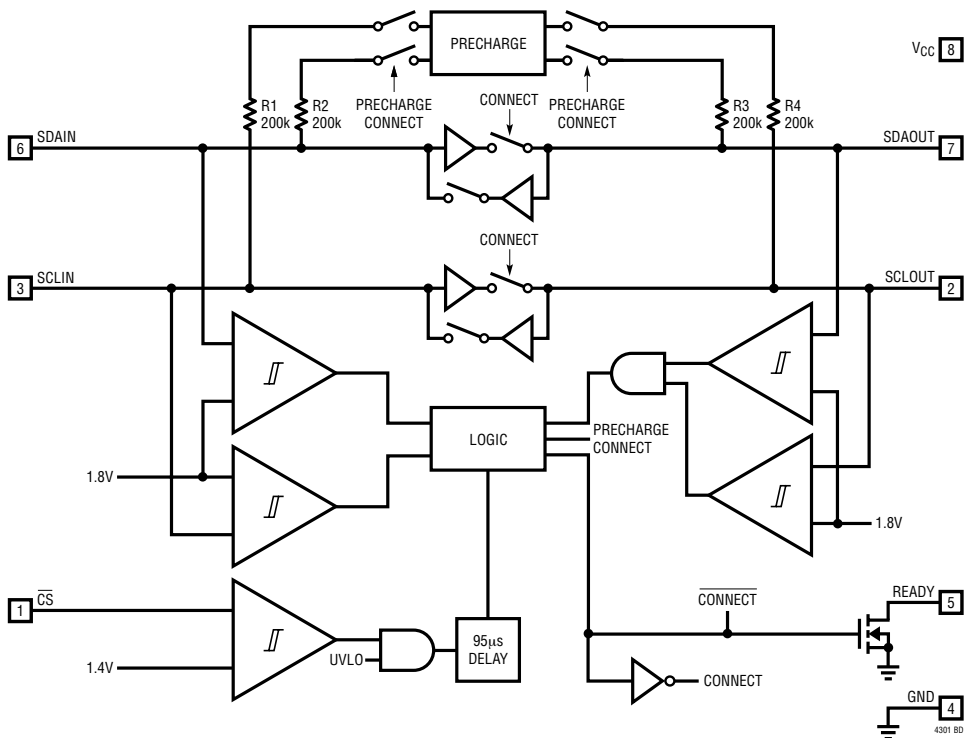 PRECHARGE
VCC 8
R1
200k
R2
200k
PRECHARGE
CONNECT
CONNECT
PRECHARGE
CONNECT
R3
200k
R4
200k
6 SDAIN
SDAOUT 7
CONNECT
3 SCLIN
SCLOUT 2
LOGIC
PRECHARGE
CONNECT
1.8V
1.8V
1 C̅S̅
1.4V
UVLO
95µs
DELAY
C̅O̅N̅N̅E̅C̅T̅
READY 5
CONNECT
GND 4
4301 BD